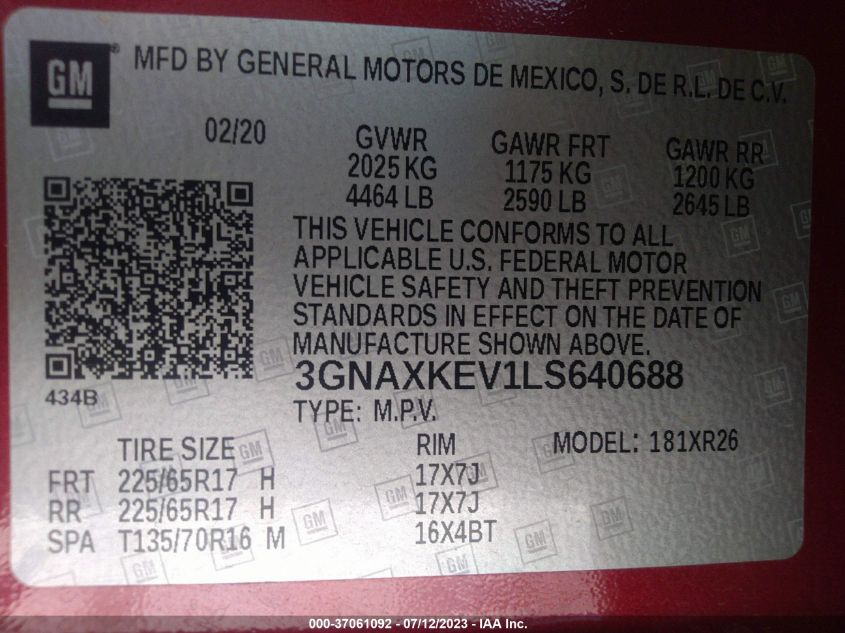 GM ® MFD BY GENERAL MOTORS DE MEXICO, S. DE R.L. DE C.V.
02/20 GVWR GAWR FRT GAWR RR
2025 KG 1175 KG 1200 KG
4464 LB 2590 LB 2645 LB
THIS VEHICLE CONFORMS TO ALL
APPLICABLE U.S. FEDERAL MOTOR
VEHICLE SAFETY AND THEFT PREVENTION
STANDARDS IN EFFECT ON THE DATE OF
MANUFACTURE SHOWN ABOVE.
3GNAXKEV1LS640688
434B
TYPE: M.P.V.
TIRE SIZE RIM MODEL: 181XR26
FRT 225/65R17 H 17X7J
RR 225/65R17 H 17X7J
SPA T135/70R16 M 16X4BT
000-37061092 - 07/12/2023 - IAA Inc.